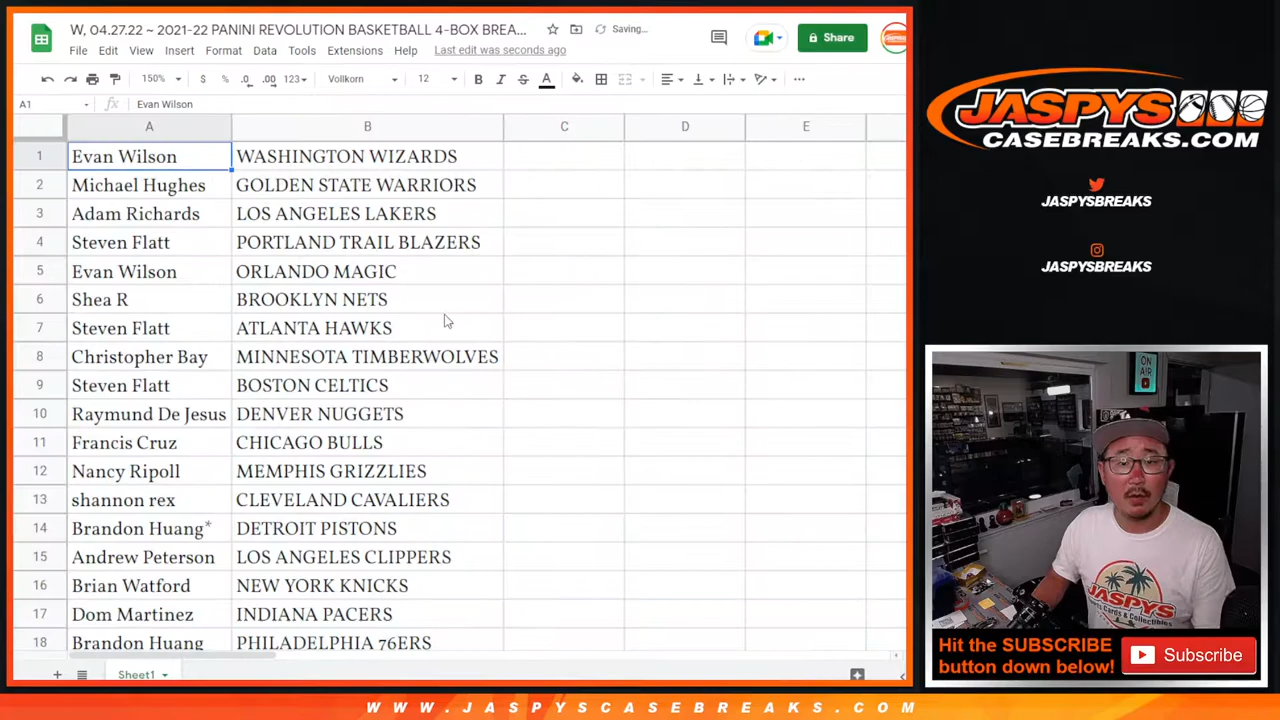 W, 04.27.22 ~ 2021-22 PANINI REVOLUTION BASKETBALL 4-BOX BREA...
Saving...
Share
File Edit View Insert Format Data Tools Extensions Help Last edit was seconds ago
150% $ % .0 .00 123 Vollkorn 12 B I S A
A1 fx Evan Wilson
A B C D E
1 Evan Wilson WASHINGTON WIZARDS
2 Michael Hughes GOLDEN STATE WARRIORS
3 Adam Richards LOS ANGELES LAKERS
4 Steven Flatt PORTLAND TRAIL BLAZERS
5 Evan Wilson ORLANDO MAGIC
6 Shea R BROOKLYN NETS
7 Steven Flatt ATLANTA HAWKS
8 Christopher Bay MINNESOTA TIMBERWOLVES
9 Steven Flatt BOSTON CELTICS
10 Raymund De Jesus DENVER NUGGETS
11 Francis Cruz CHICAGO BULLS
12 Nancy Ripoll MEMPHIS GRIZZLIES
13 shannon rex CLEVELAND CAVALIERS
14 Brandon Huang* DETROIT PISTONS
15 Andrew Peterson LOS ANGELES CLIPPERS
16 Brian Watford NEW YORK KNICKS
17 Dom Martinez INDIANA PACERS
18 Brandon Huang PHILADELPHIA 76ERS
Sheet1
JASPYS
CASEBREAKS.COM
JASPYSBREAKS
JASPYSBREAKS
ON
AIR
JASPYS
Hit the SUBSCRIBE
button down below!
Subscribe
WWW.JASPYSCASEBREAKS.COM